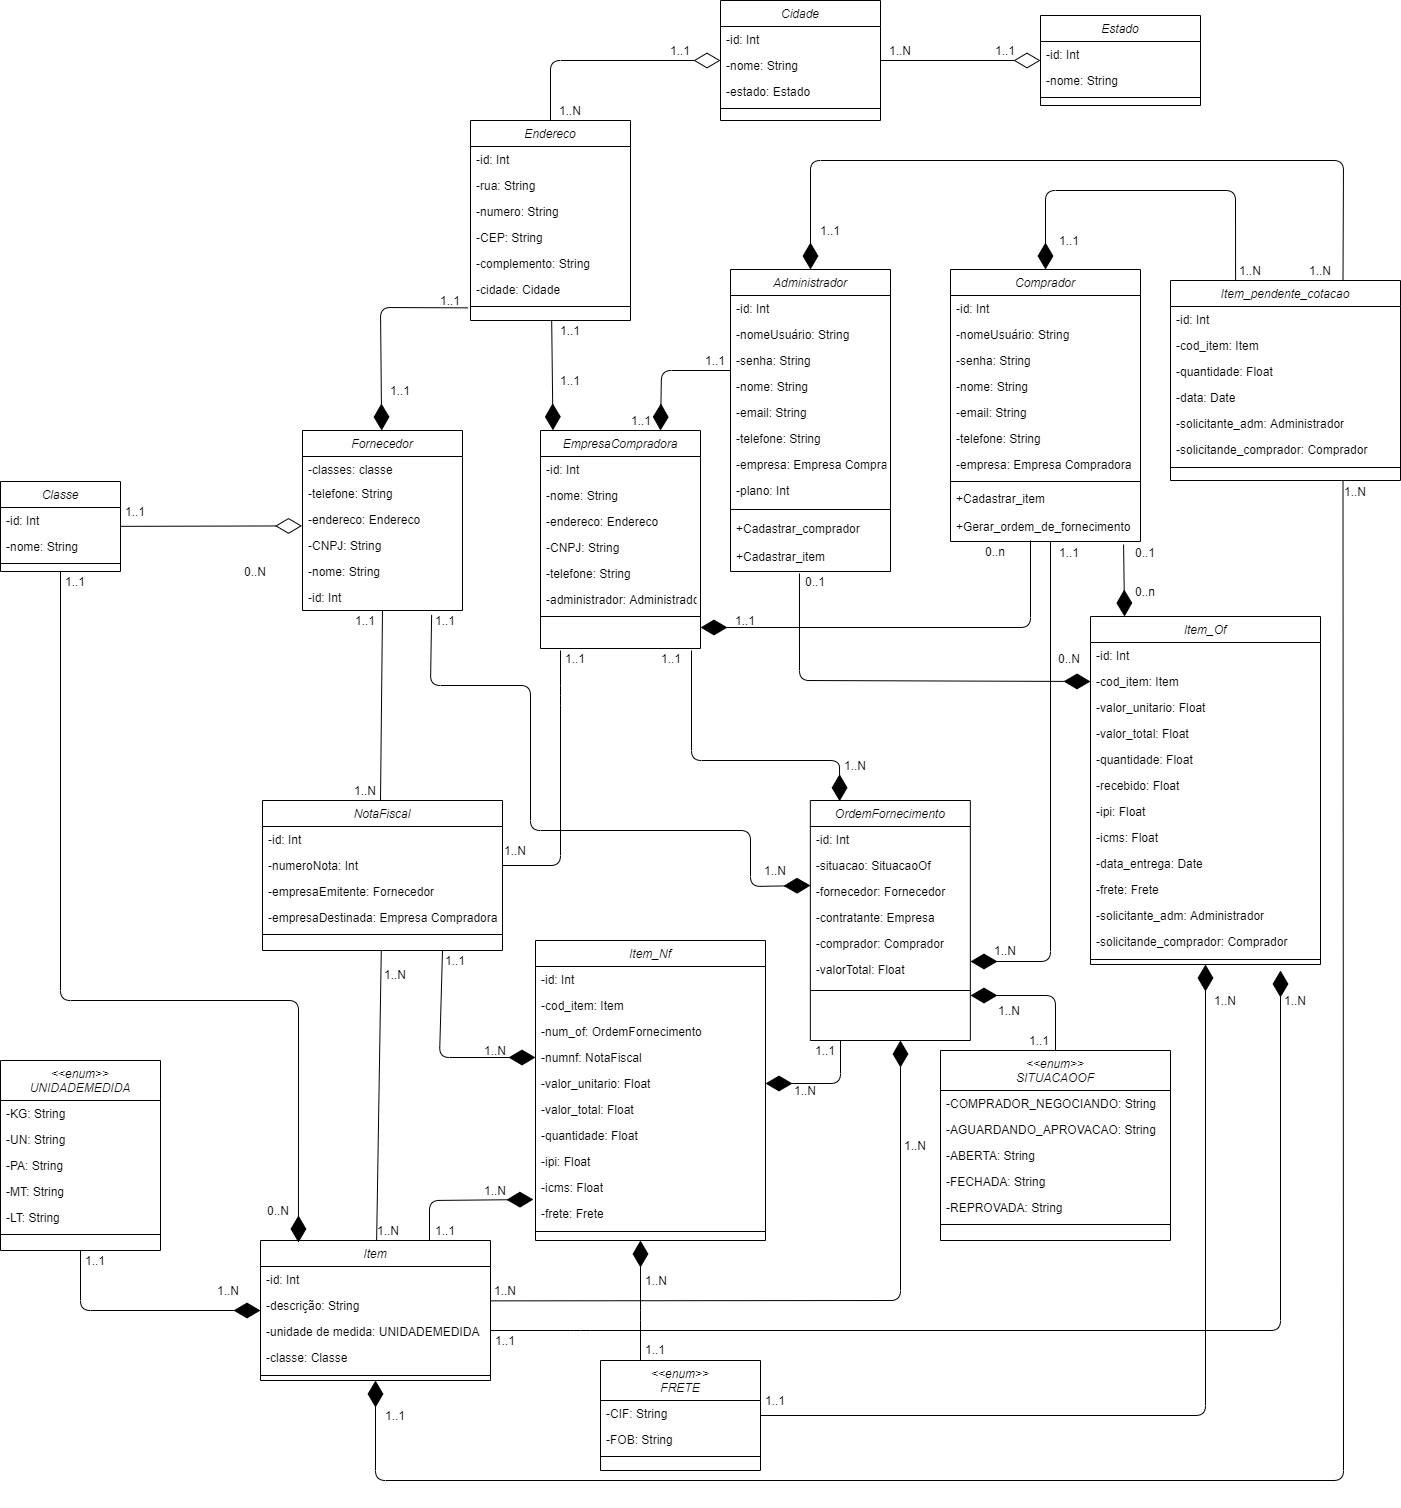 Cidade
-id: Int
-nome: String
-estado: Estado
Estado
-id: Int
-nome: String
1..1
1..N
1..1
1..N
Endereco
-id: Int
-rua: String
-numero: String
-CEP: String
-complemento: String
-cidade: Cidade
1..1
1..1
1..1
1..1
1..1
1..1
1..N
1..N
Administrador
-id: Int
-nomeUsuário: String
-senha: String
-nome: String
-email: String
-telefone: String
-empresa: Empresa Compra
-plano: Int
+Cadastrar_comprador
+Cadastrar_item
Comprador
-id: Int
-nomeUsuário: String
-senha: String
-nome: String
-email: String
-telefone: String
-empresa: Empresa Compradora
+Cadastrar_item
+Gerar_ordem_de_fornecimento
Item_pendente_cotacao
-id: Int
-cod_item: Item
-quantidade: Float
-data: Date
-solicitante_adm: Administrador
-solicitande_comprador: Comprador
1..1
1..1
1..N
Fornecedor
-classes: classe
-telefone: String
-endereco: Endereco
-CNPJ: String
-nome: String
-id: Int
EmpresaCompradora
-id: Int
-nome: String
-endereco: Endereco
-CNPJ: String
-telefone: String
-administrador: Administrado
Classe
-id: Int
-nome: String
1..1
0..N
1..1
1..1
1..1
1..1
1..1
1..1
0..1
0..n
1..1
0..1
0..n
0..N
Item_Of
-id: Int
-cod_item: Item
-valor_unitario: Float
-valor_total: Float
-quantidade: Float
-recebido: Float
-ipi: Float
-icms: Float
-data_entrega: Date
-frete: Frete
-solicitante_adm: Administrador
-solicitande_comprador: Comprador
1..N
1..N
1..N
1..N
NotaFiscal
-id: Int
-numeroNota: Int
-empresaEmitente: Fornecedor
-empresaDestinada: Empresa Compradora
OrdemFornecimento
-id: Int
-situacao: SituacaoOf
-fornecedor: Fornecedor
-contratante: Empresa
-comprador: Comprador
-valorTotal: Float
1..N
1..N
1..1
1..N
1..N
1..N
1..N
Item_Nf
-id: Int
-cod_item: Item
-num_of: OrdemFornecimento
-numnf: NotaFiscal
-valor_unitario: Float
-valor_total: Float
-quantidade: Float
-ipi: Float
-icms: Float
-frete: Frete
1..N
1..1
1..N
1..1
<<enum>>
UNIDADEMEDIDA
-KG: String
-UN: String
-PA: String
-MT: String
-LT: String
<<enum>>
SITUACAOOF
-COMPRADOR_NEGOCIANDO: String
-AGUARDANDO_APROVACAO: String
-ABERTA: String
-FECHADA: String
-REPROVADA: String
1..N
1..N
0..N
1..N
1..1
1..1
1..N
1..N
1..N
1..1
Item
-id: Int
-descrição: String
-unidade de medida: UNIDADEMEDIDA
-classe: Classe
1..1
1..1
1..1
<<enum>>
FRETE
-CIF: String
-FOB: String